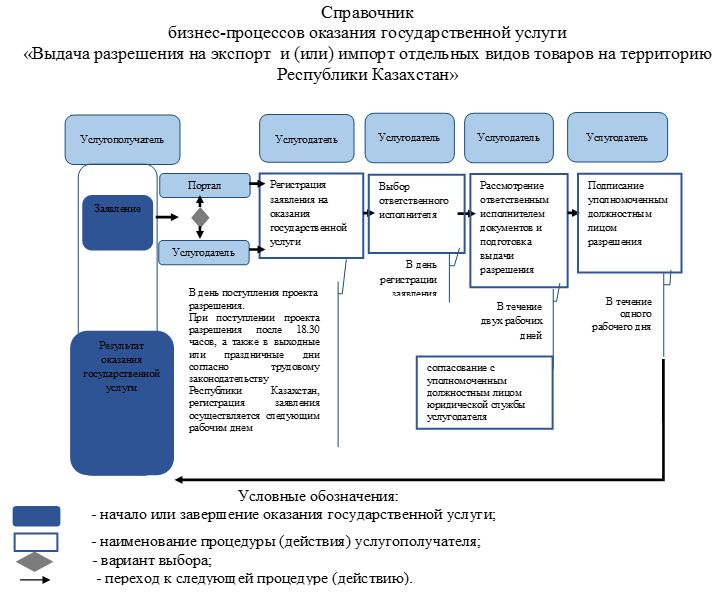 Справочник
бизнес-процессов оказания государственной услуги
«Выдача разрешения на экспорт и (или) импорт отдельных видов товаров на территорию
Республики Казахстан»
Услугополучатель
Услугодатель
Услугодатель
Услугодатель
Услугодатель
Заявление
Портал
Услугодатель
Регистрация
заявления на
оказания
государственной
услуги
Выбор
ответственного
исполнителя
Рассмотрение
ответственным
исполнителем
документов и
подготовка
выдачи
разрешения
Подписание
уполномоченным
должностным
лицом
разрешения
В день
регистрации
заявления
В течение
двух рабочих
дней
В течение
одного
рабочего дня
В день поступления проекта
разрешения.
При поступлении проекта
разрешения после 18.30
часов, а также в выходные
или праздничные дни
согласно трудовому
законодательству
Республики Казахстан,
регистрация заявления
осуществляется следующим
рабочим днем
согласование с
уполномоченным
должностным лицом
юридической службы
услугодателя
Результат
оказания
государственной
услуги
Условные обозначения:
- начало или завершение оказания государственной услуги;
- наименование процедуры (действия) услугополучателя;
- вариант выбора;
- переход к следующей процедуре (действию).